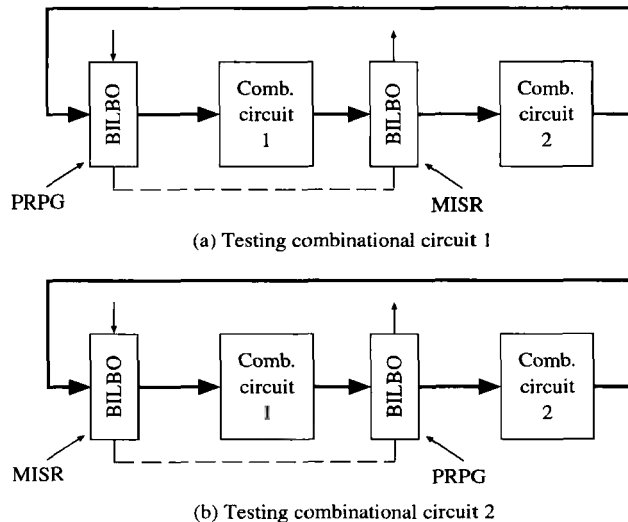 BILBO
Comb.
circuit
1
BILBO
Comb.
circuit
2
PRPG
MISR
(a) Testing combinational circuit 1
BILBO
Comb.
circuit
1
BILBO
Comb.
circuit
2
MISR
PRPG
(b) Testing combinational circuit 2